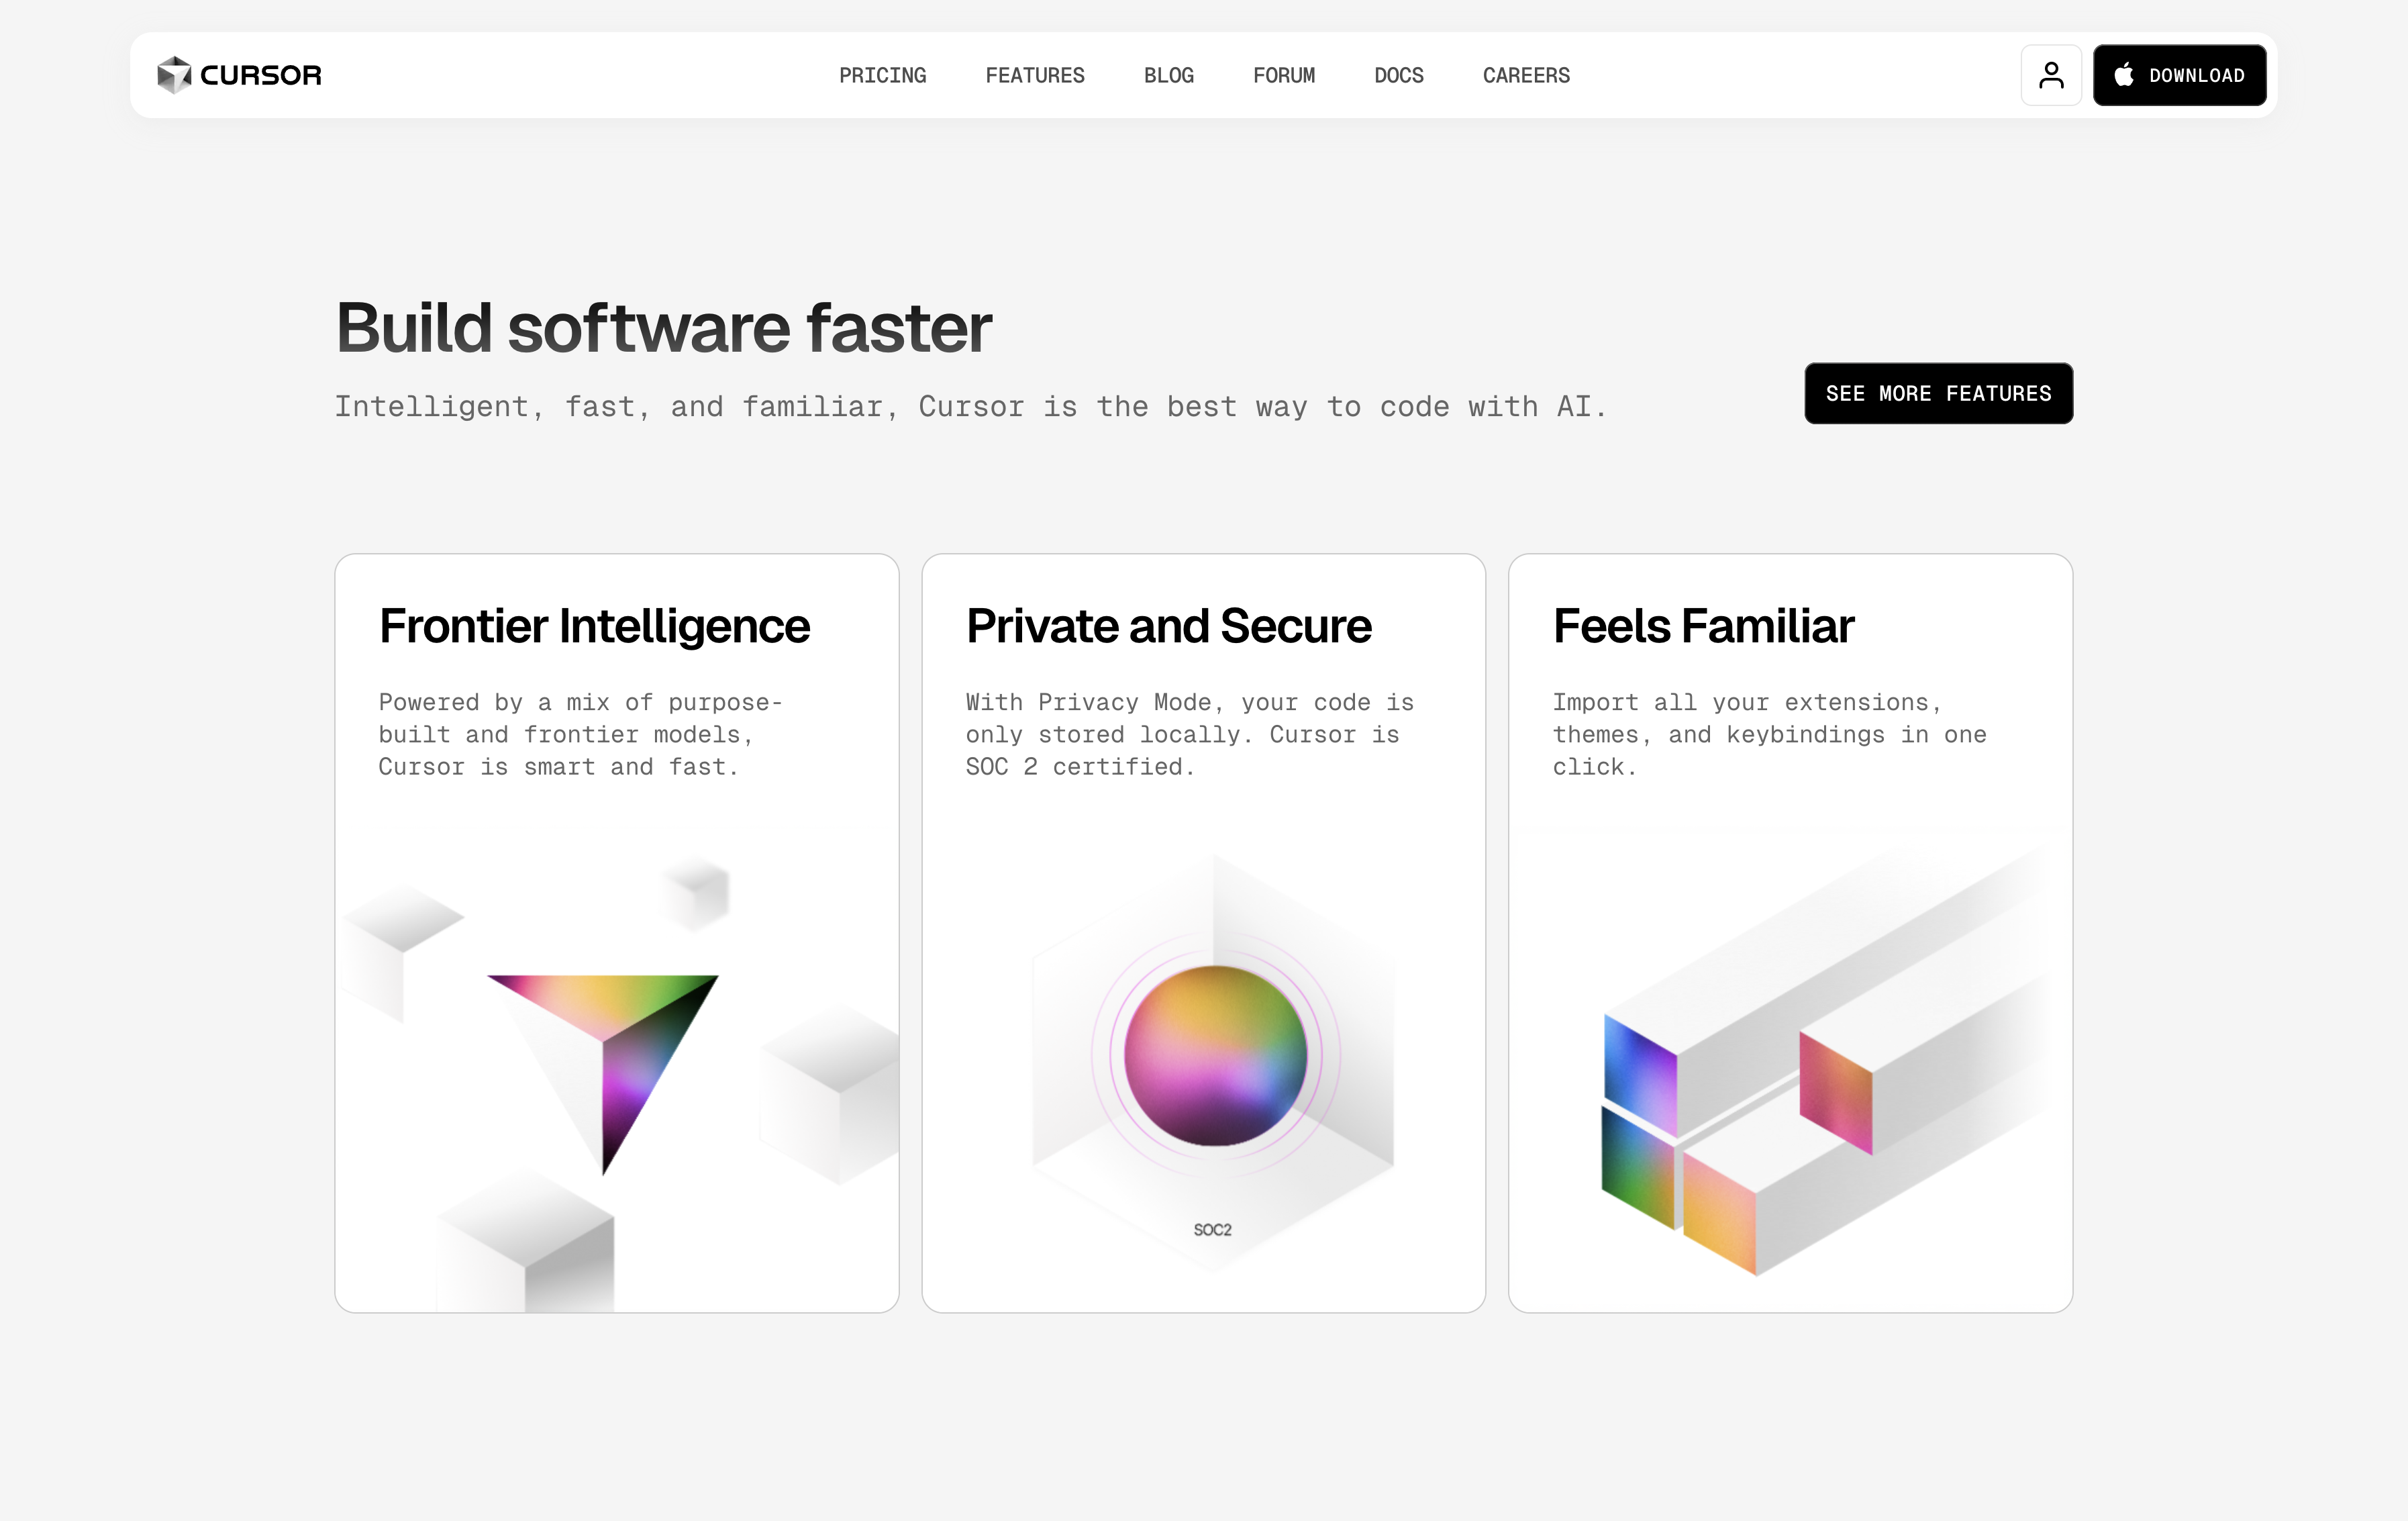 CURSOR
PRICING
FEATURES
BLOG
FORUM
DOCS
CAREERS
DOWNLOAD
Build software faster
Intelligent, fast, and familiar, Cursor is the best way to code with AI.
SEE MORE FEATURES
Frontier Intelligence
Powered by a mix of purpose-
built and frontier models,
Cursor is smart and fast.
Private and Secure
With Privacy Mode, your code is
only stored locally. Cursor is
SOC 2 certified.
SOC2
Feels Familiar
Import all your extensions,
themes, and keybindings in one
click.